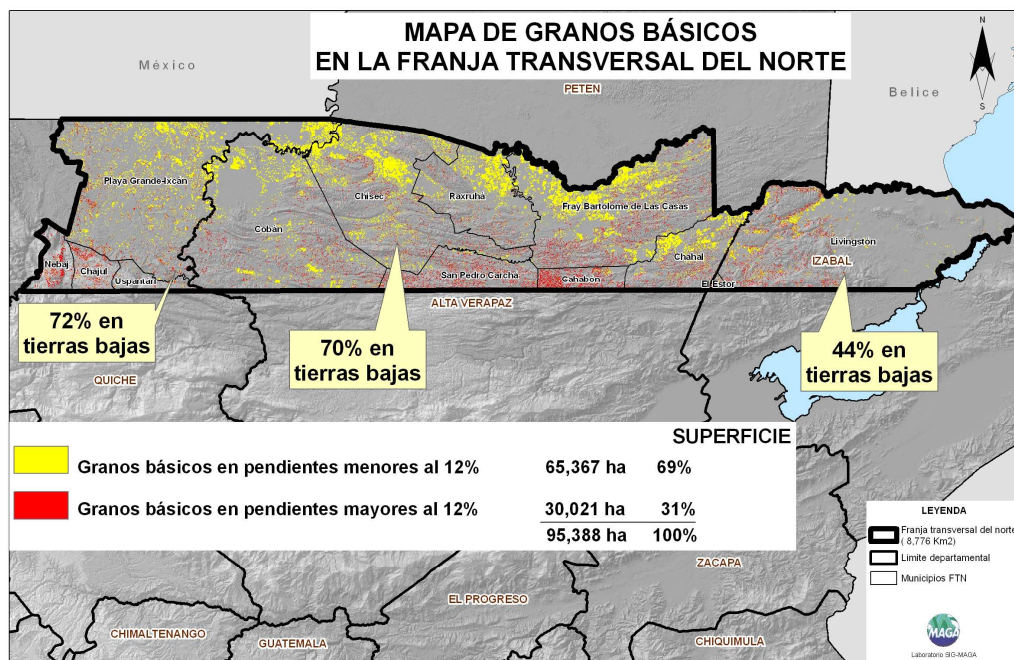 MAPA DE GRANOS BÁSICOS
EN LA FRANJA TRANSVERSAL DEL NORTE
N
S
México
PETEN
Belice
Playa Grande-Ixcán
Chisec
Raxruha
Fray Bartolome de Las Casas
Cobán
Livingston
IZABAL
Nebaj
Chajul
Uspantán
San Pedro Carcha
Cahabón
Chahal
El Estor
ALTA VERAPAZ
72% en
tierras bajas
70% en
tierras bajas
44% en
tierras bajas
QUICHE
SUPERFICIE
Granos básicos en pendientes menores al 12% 65,367 ha 69%
Granos básicos en pendientes mayores al 12% 30,021 ha 31%
95,388 ha 100%
ZACAPA
EL PROGRESO
CHIMALTENANGO
GUATEMALA
CHIQUIMULA
LEYENDA
Franja transversal del norte
( 8,776 Km2)
Limite departamental
Municipios FTN
MAGA
Laboratorio SIG-MAGA